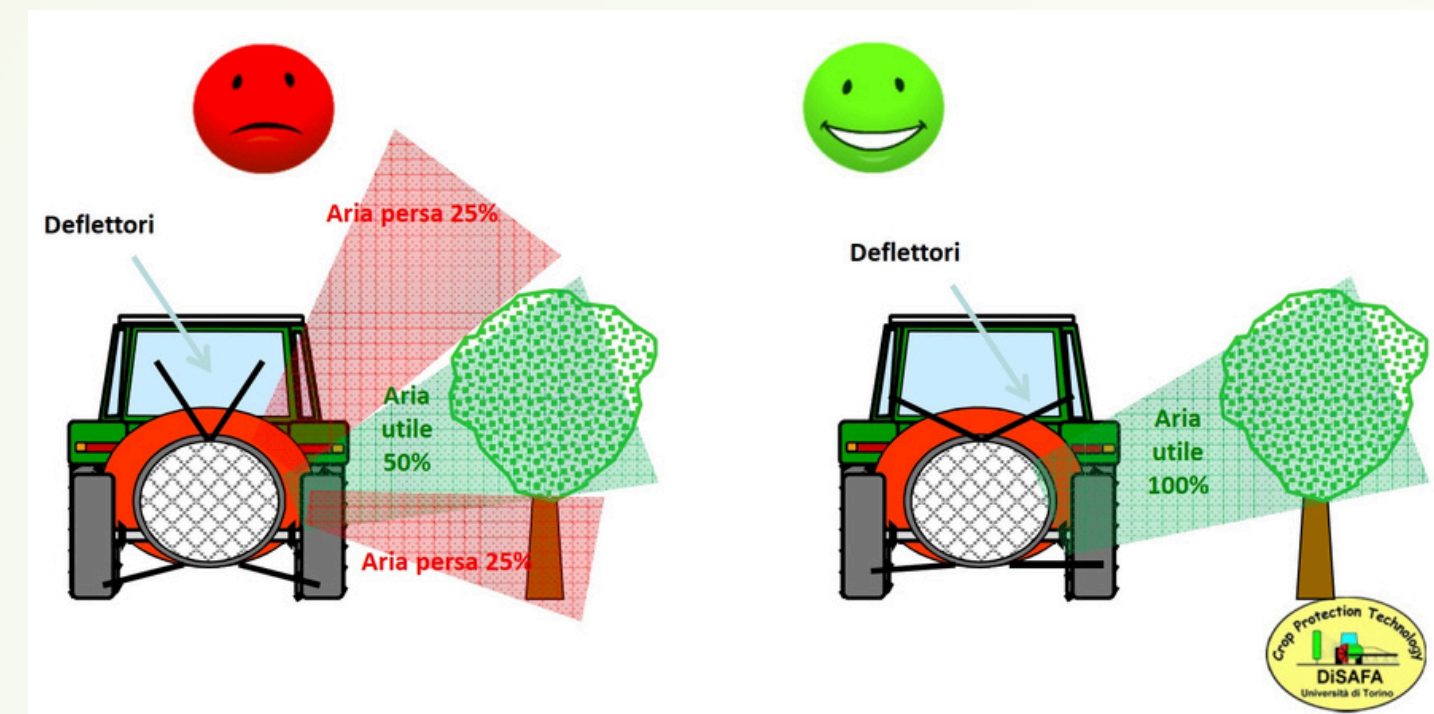 Deflettori
Aria persa 25%
Aria
utile
50%
Aria persa 25%
Deflettori
Aria
utile
100%
Crop Protection Technology
DiSAFA
Università di Torino